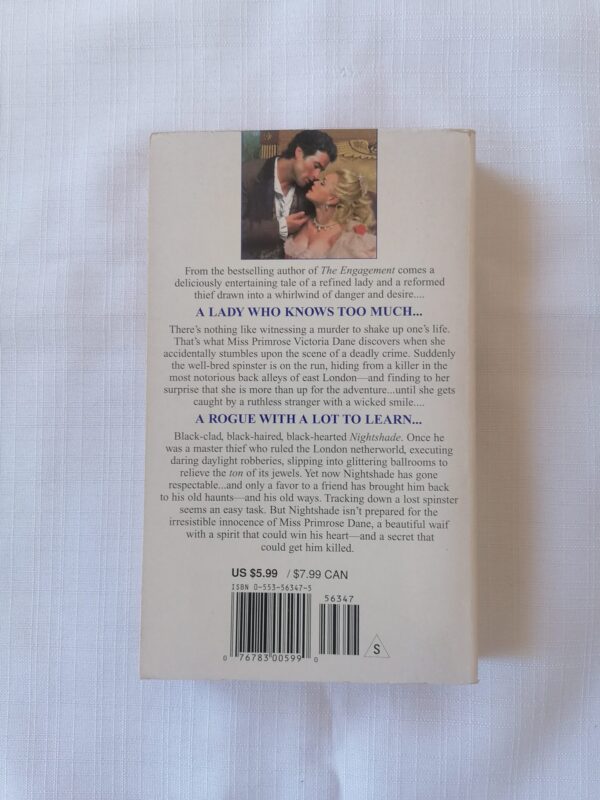 From the bestselling author of The Engagement comes a
deliciously entertaining tale of a refined lady and a reformed
thief drawn into a whirlwind of danger and desire....
A LADY WHO KNOWS TOO MUCH...
There's nothing like witnessing a murder to shake up one's life.
That's what Miss Primrose Victoria Dane discovers when she
accidentally stumbles upon the scene of a deadly crime. Suddenly
the well-bred spinster is on the run, hiding from a killer in the
most notorious back alleys of east London—and finding to her
surprise that she is more than up for the adventure...until she gets
caught by a ruthless stranger with a wicked smile....
A ROGUE WITH A LOT TO LEARN...
Black-clad, black-haired, black-hearted Nightshade. Once he
was a master thief who ruled the London netherworld, executing
daring daylight robberies, slipping into glittering ballrooms to
relieve the ton of its jewels. Yet now Nightshade has gone
respectable...and only a favor to a friend has brought him back
to his old haunts—and his old ways. Tracking down a lost spinster
seems an easy task. But Nightshade isn't prepared for the
irresistible innocence of Miss Primrose Dane, a beautiful waif
with a spirit that could win his heart—and a secret that
could get him killed.
US $5.99 / $7.99 CAN
ISBN 0-553-56347-5
56347
0 76783 00599 0
S